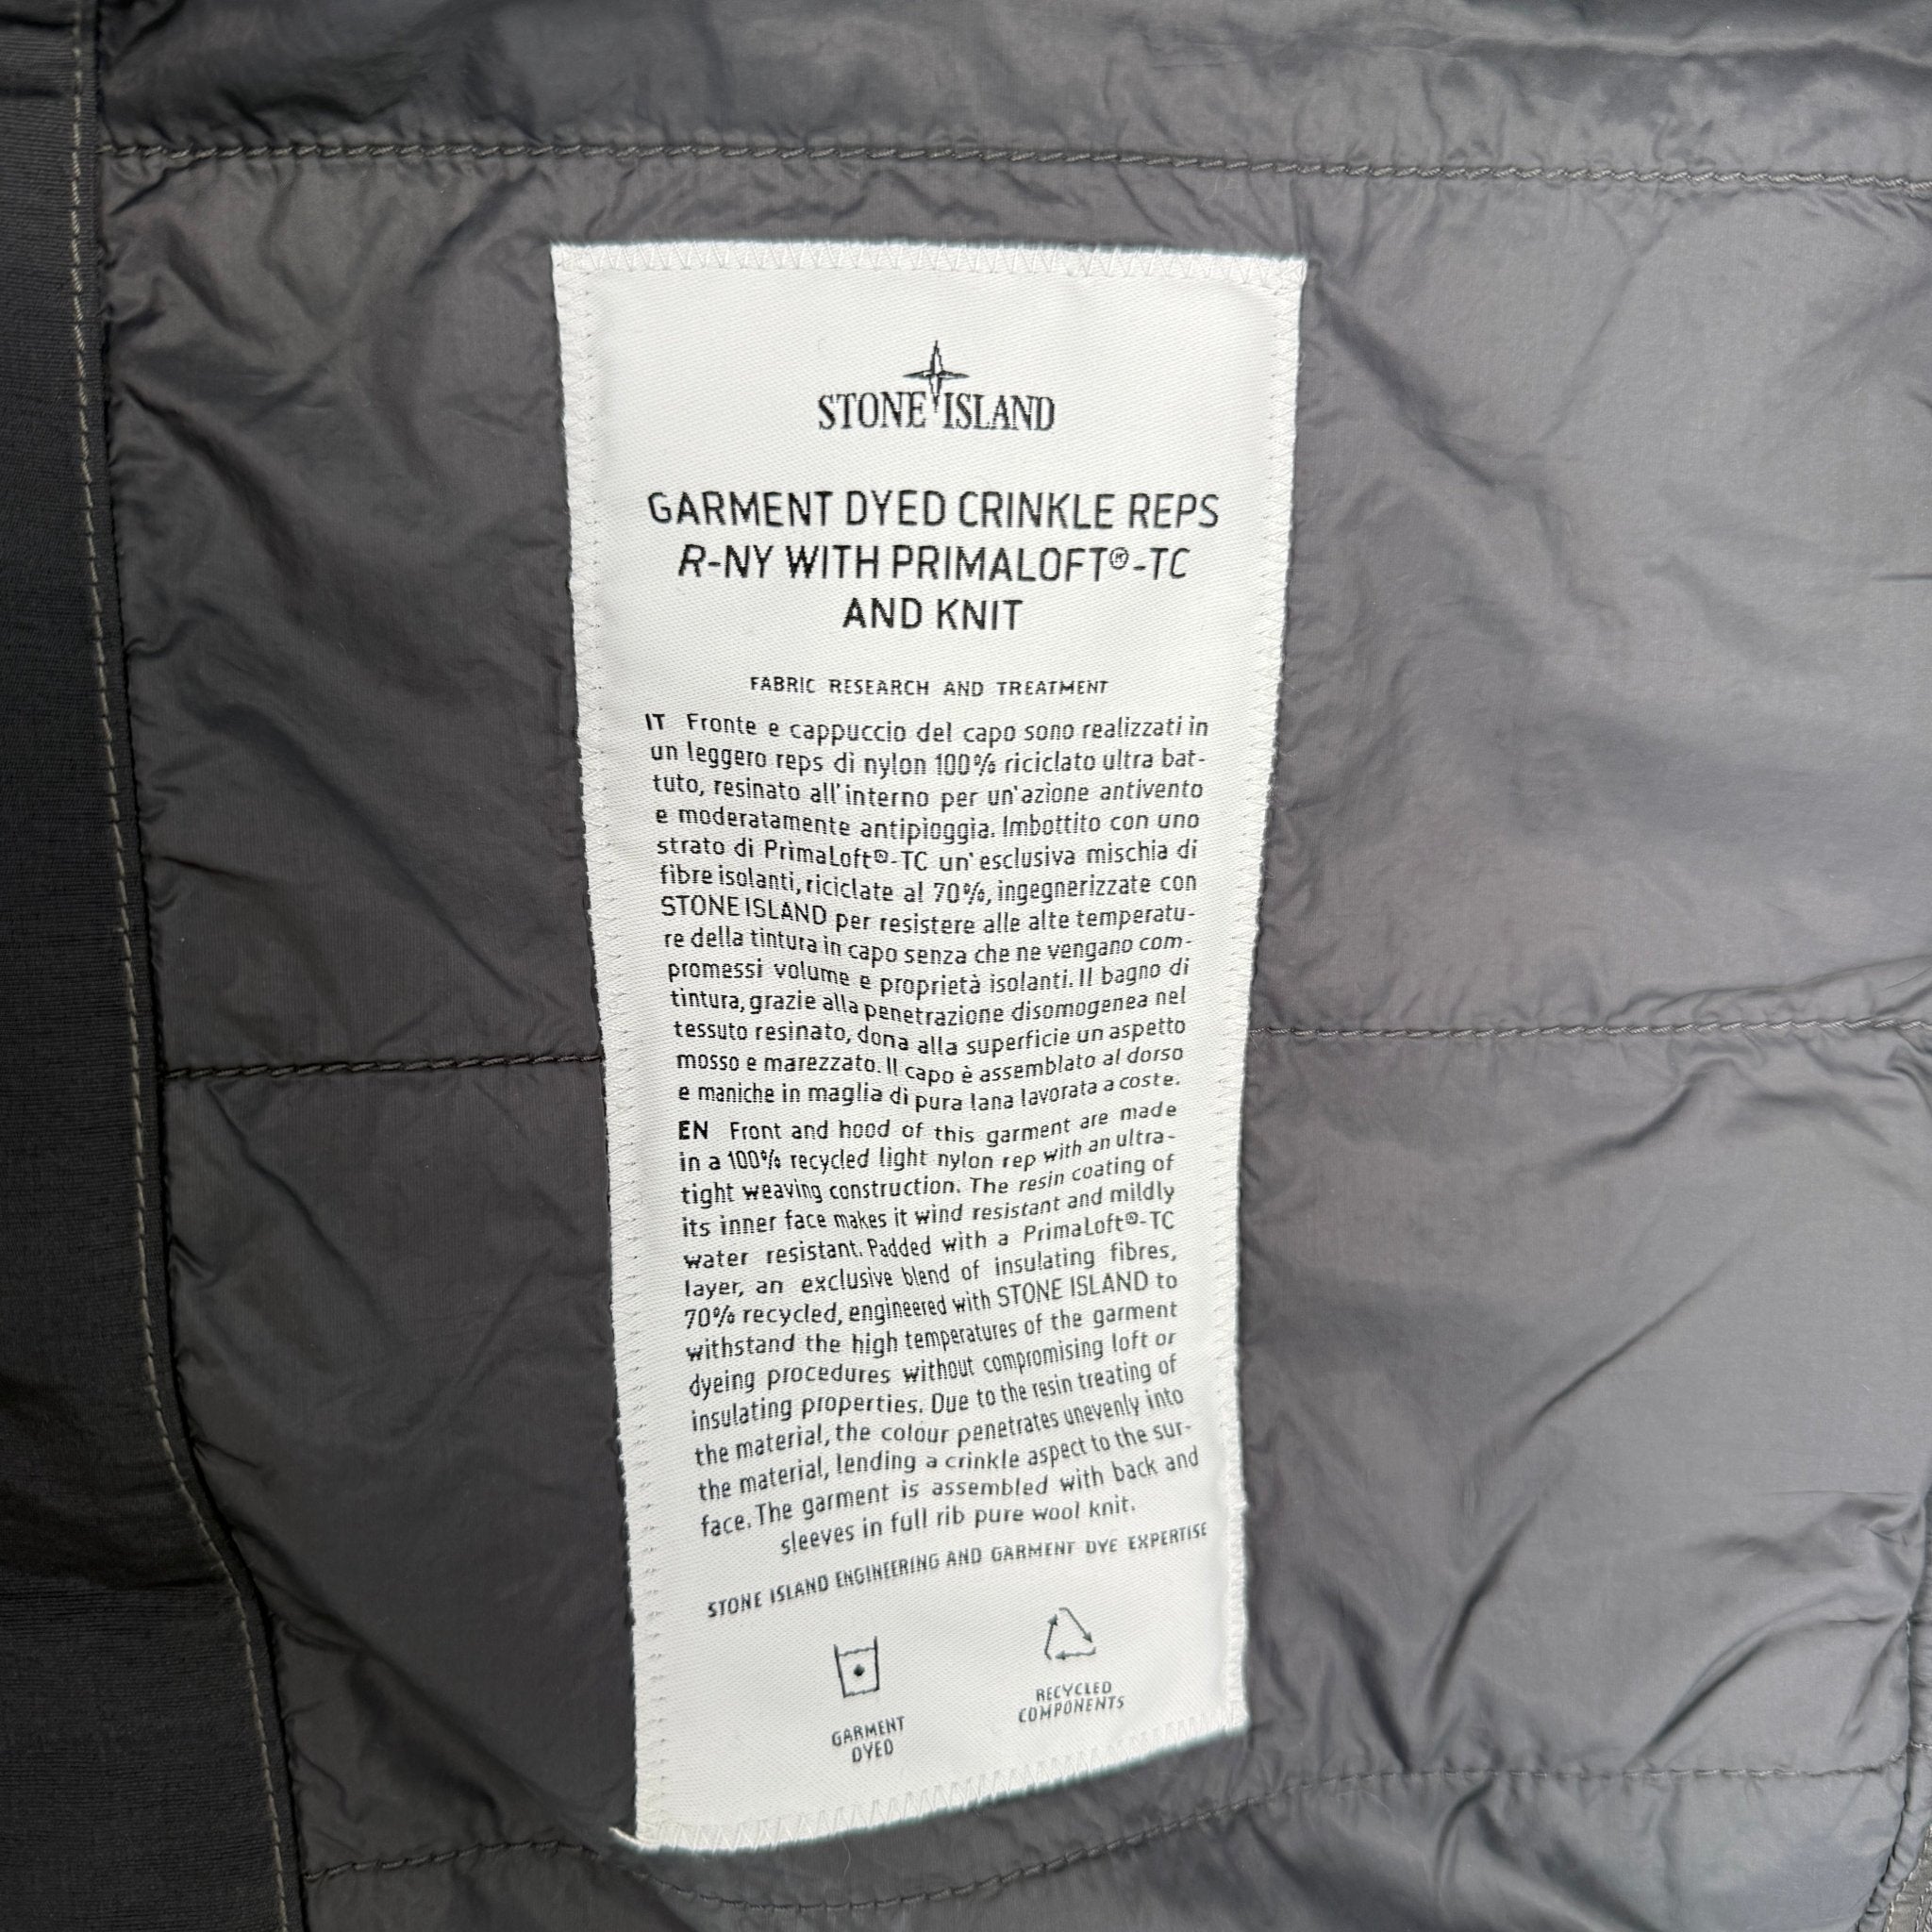 STONE ISLAND
GARMENT DYED CRINKLE REPS
R-NY WITH PRIMALOFT®-TC
AND KNIT
FABRIC RESEARCH AND TREATMENT
IT Fronte e cappuccio del capo sono realizzati in
un leggero reps di nylon 100% riciclato ultra bat-
tuto, resinato all'interno per un'azione antivento
e moderatamente antipioggia. Imbottito con uno
strato di PrimaLoft®-TC un'esclusiva mischia di
fibre isolanti, riciclate al 70%, ingegnerizzate con
STONE ISLAND per resistere alle alte temperatu-
re della tintura in capo senza che ne vengano com-
promessi volume e proprietà isolanti. Il bagno di
tintura, grazie alla penetrazione disomogenea nel
tessuto resinato, dona alla superficie un aspetto
mosso e marezzato. Il capo è assemblato al dorso
e maniche in maglia di pura lana lavorata a coste.
EN Front and hood of this garment are made
in a 100% recycled light nylon rep with an ultra-
tight weaving construction. The resin coating of
its inner face makes it wind resistant and mildly
water resistant. Padded with a PrimaLoft®-TC
layer, an exclusive blend of insulating fibres,
70% recycled, engineered with STONE ISLAND to
withstand the high temperatures of the garment
dyeing procedures without compromising loft or
insulating properties. Due to the resin treating of
the material, the colour penetrates unevenly into
the material, lending a crinkle aspect to the sur-
face. The garment is assembled with back and
sleeves in full rib pure wool knit.
STONE ISLAND ENGINEERING AND GARMENT DYE EXPERTISE
GARMENT
DYED
RECYCLED
COMPONENTS